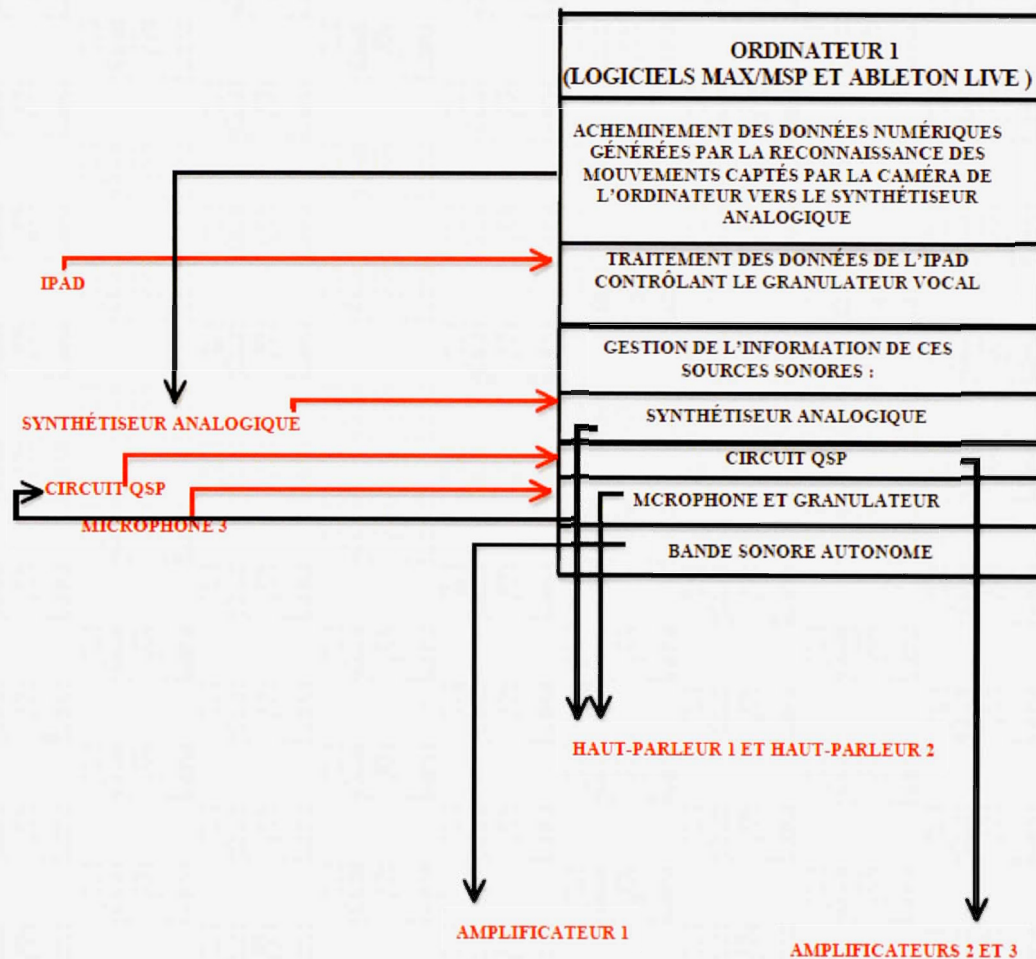 ORDINATEUR 1
(LOGICIELS MAX/MSP ET ABLETON LIVE )
ACHEMINEMENT DES DONNÉES NUMÉRIQUES
GÉNÉRÉES PAR LA RECONNAISSANCE DES
MOUVEMENTS CAPTÉS PAR LA CAMÉRA DE
L'ORDINATEUR VERS LE SYNTHÉTISEUR
ANALOGIQUE
TRAITEMENT DES DONNÉES DE L'IPAD
CONTRÔLANT LE GRANULATEUR VOCAL
IPAD
GESTION DE L'INFORMATION DE CES
SOURCES SONORES :
SYNTHÉTISEUR ANALOGIQUE
SYNTHÉTISEUR ANALOGIQUE
CIRCUIT QSP
CIRCUIT QSP
MCROPHONE ET GRANULATEUR
MICROPHONE 3
BANDE SONORE AUTONOME
HAUT-PARLEUR 1 ET HAUT-PARLEUR 2
AMPLIFICATEUR 1
AMPLIFICATEURS 2 ET 3